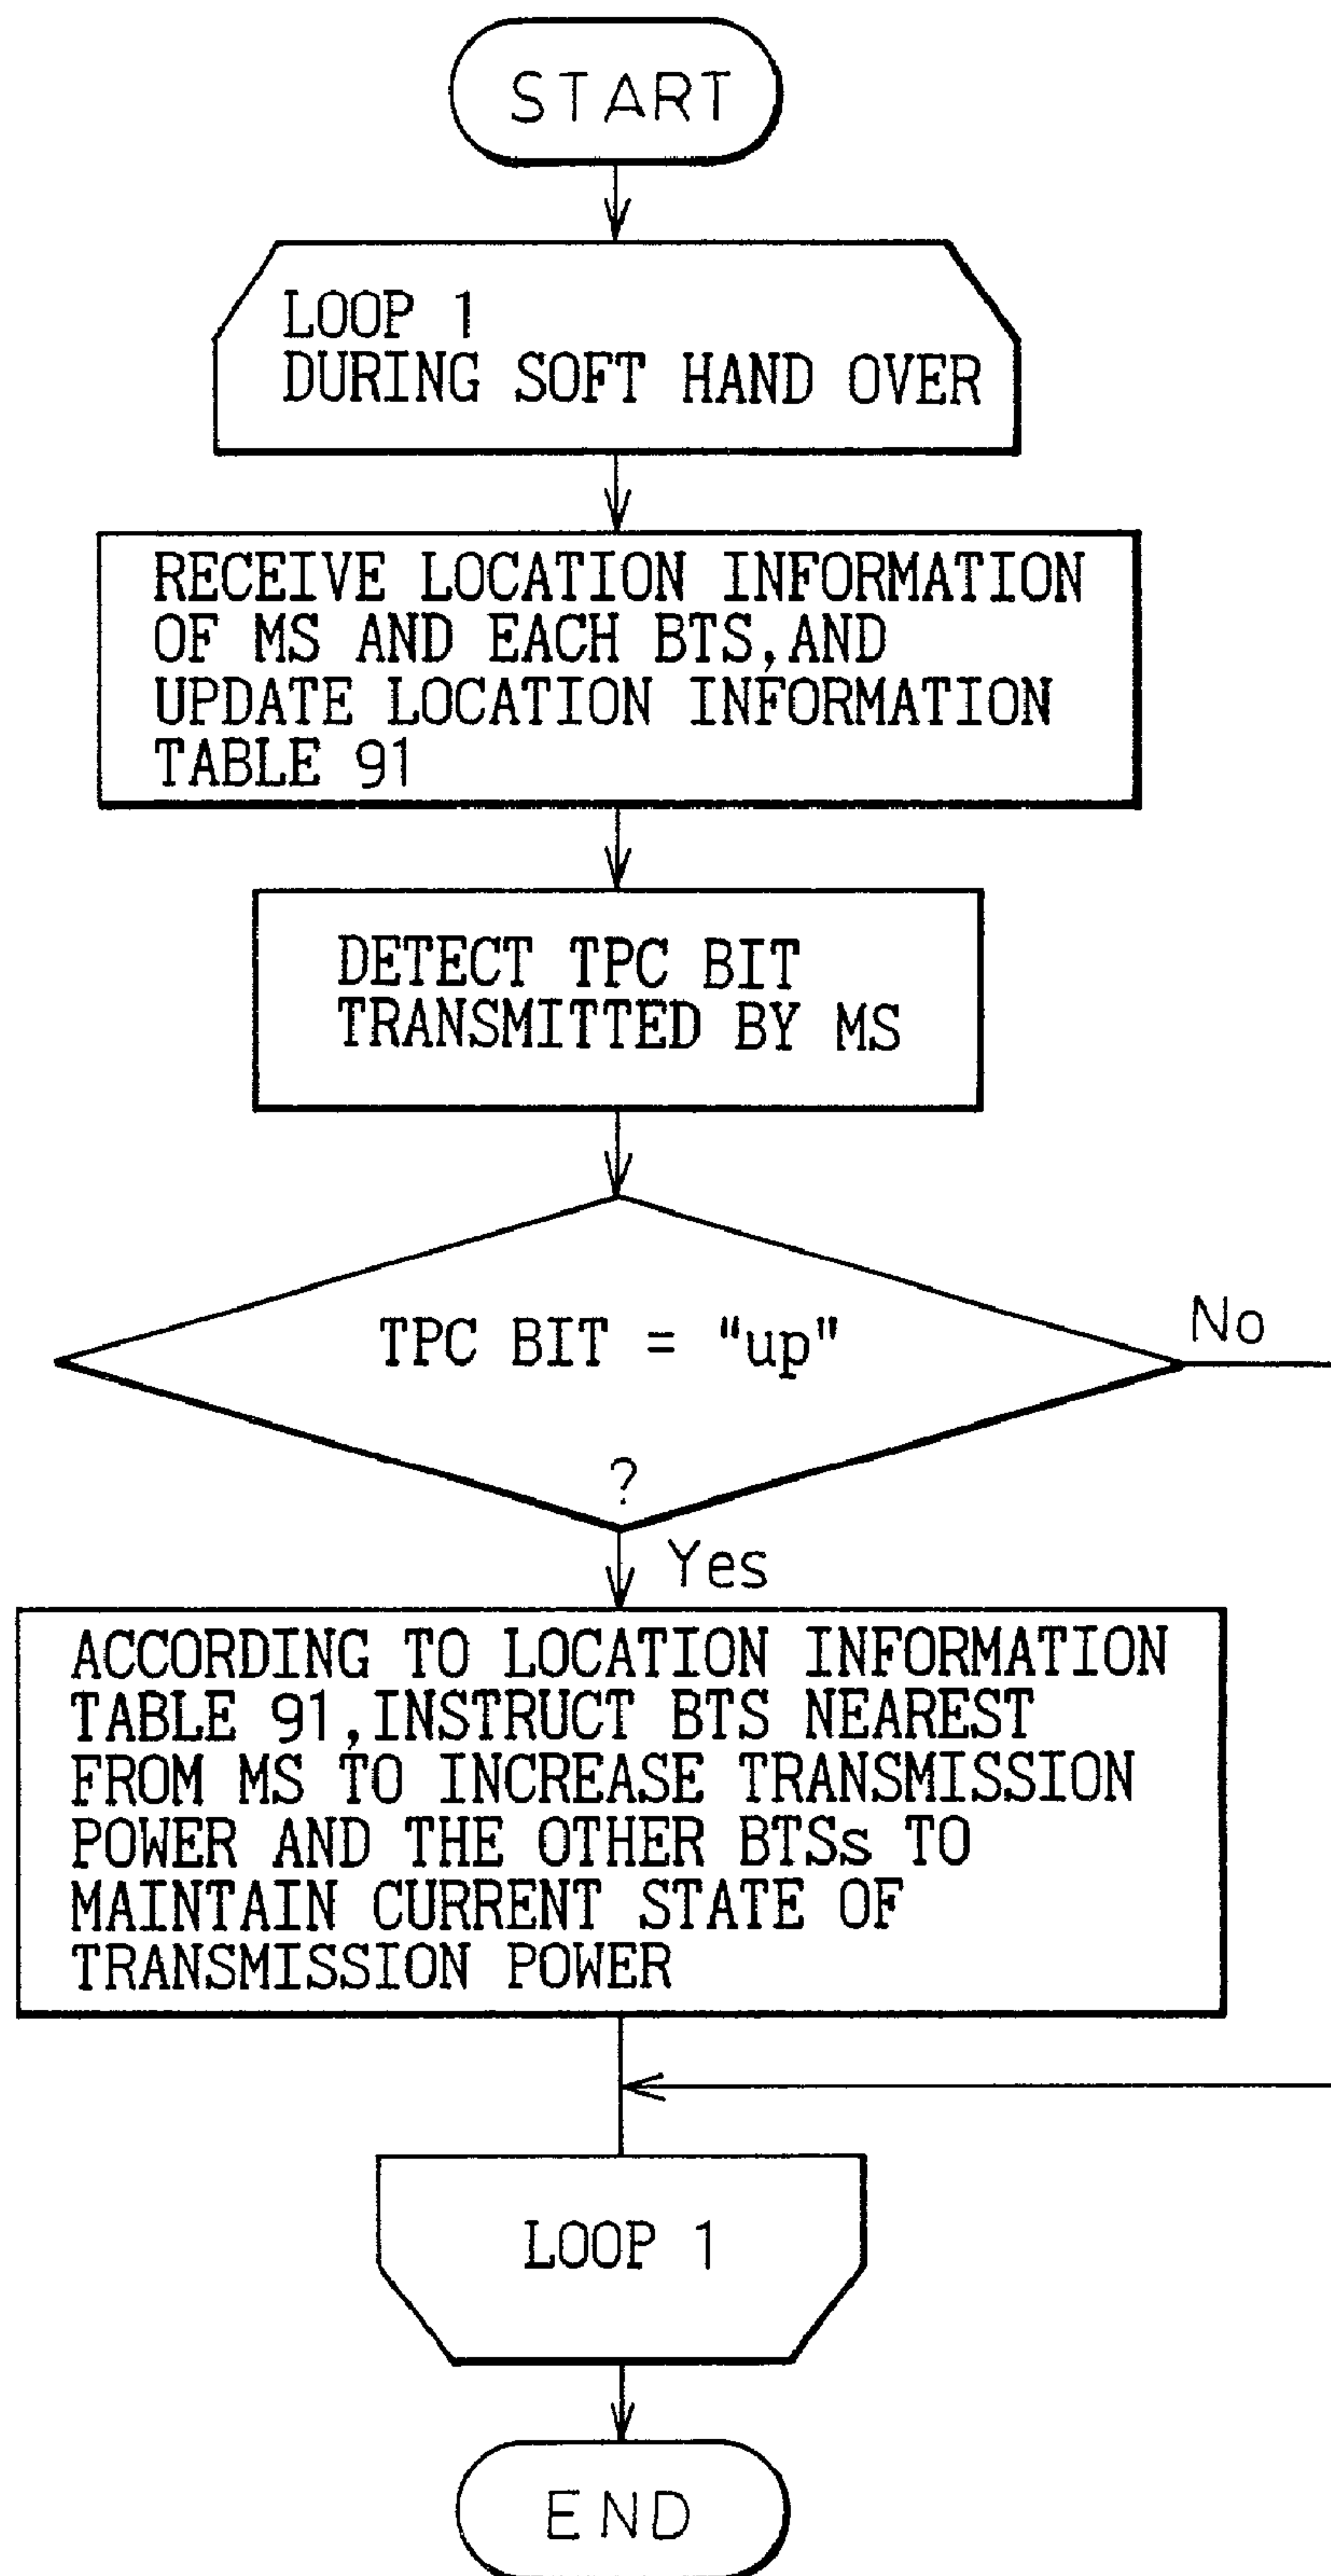 START
LOOP 1
DURING SOFT HAND OVER
RECEIVE LOCATION INFORMATION
OF MS AND EACH BTS,AND
UPDATE LOCATION INFORMATION
TABLE 91
DETECT TPC BIT
TRANSMITTED BY MS
TPC BIT = "up"
?
No
Yes
ACCORDING TO LOCATION INFORMATION
TABLE 91,INSTRUCT BTS NEAREST
FROM MS TO INCREASE TRANSMISSION
POWER AND THE OTHER BTSs TO
MAINTAIN CURRENT STATE OF
TRANSMISSION POWER
LOOP 1
END